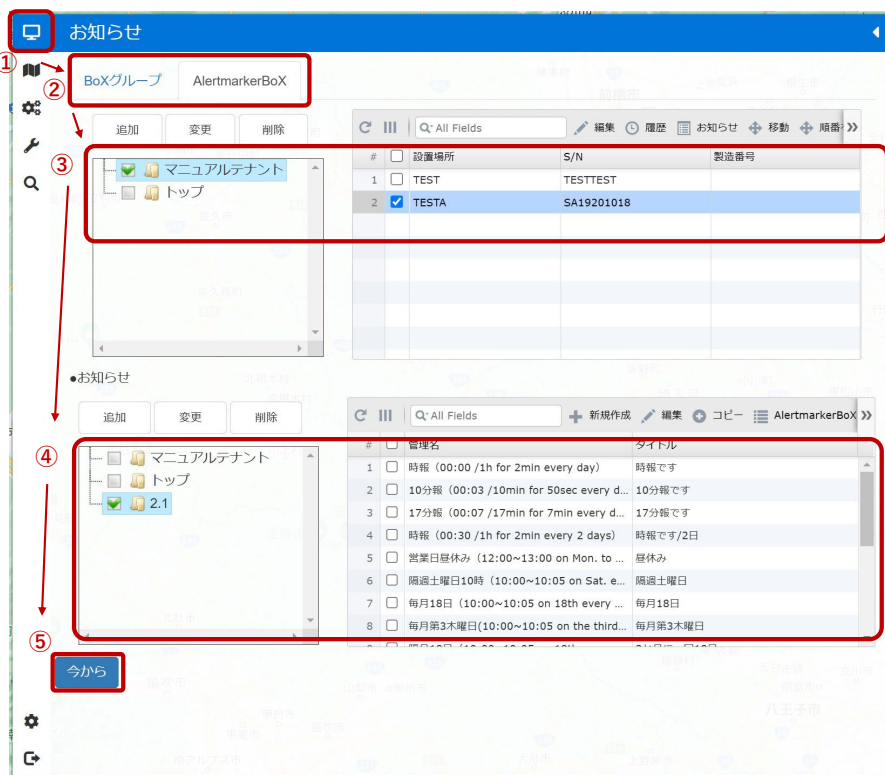 お知らせ
①
②
BoXグループ AlertmarkerBoX
追加 変更 削除
All Fields 編集 履歴 お知らせ 移動 順番
③
マニュアルテナント
トップ
# 設置場所 S/N 製造番号
1 TEST TESTTEST
2 TESTA SA19201018
●お知らせ
追加 変更 削除
All Fields 新規作成 編集 コピー AlertmarkerBoX
④
マニュアルテナント
トップ
2.1
# 管理名 タイトル
1 時報（00:00 /1h for 2min every day） 時報です
2 10分報（00:03 /10min for 50sec every d... 10分報です
3 17分報（00:07 /17min for 7min every d... 17分報です
4 時報（00:30 /1h for 2min every 2 days） 時報です/2日
5 営業日昼休み（12:00~13:00 on Mon. to ... 昼休み
6 隔週土曜日10時（10:00~10:05 on Sat. e... 隔週土曜日
7 毎月18日（10:00~10:05 on 18th every ... 毎月18日
8 毎月第3木曜日(10:00~10:05 on the third... 毎月第3木曜日
⑤
今から